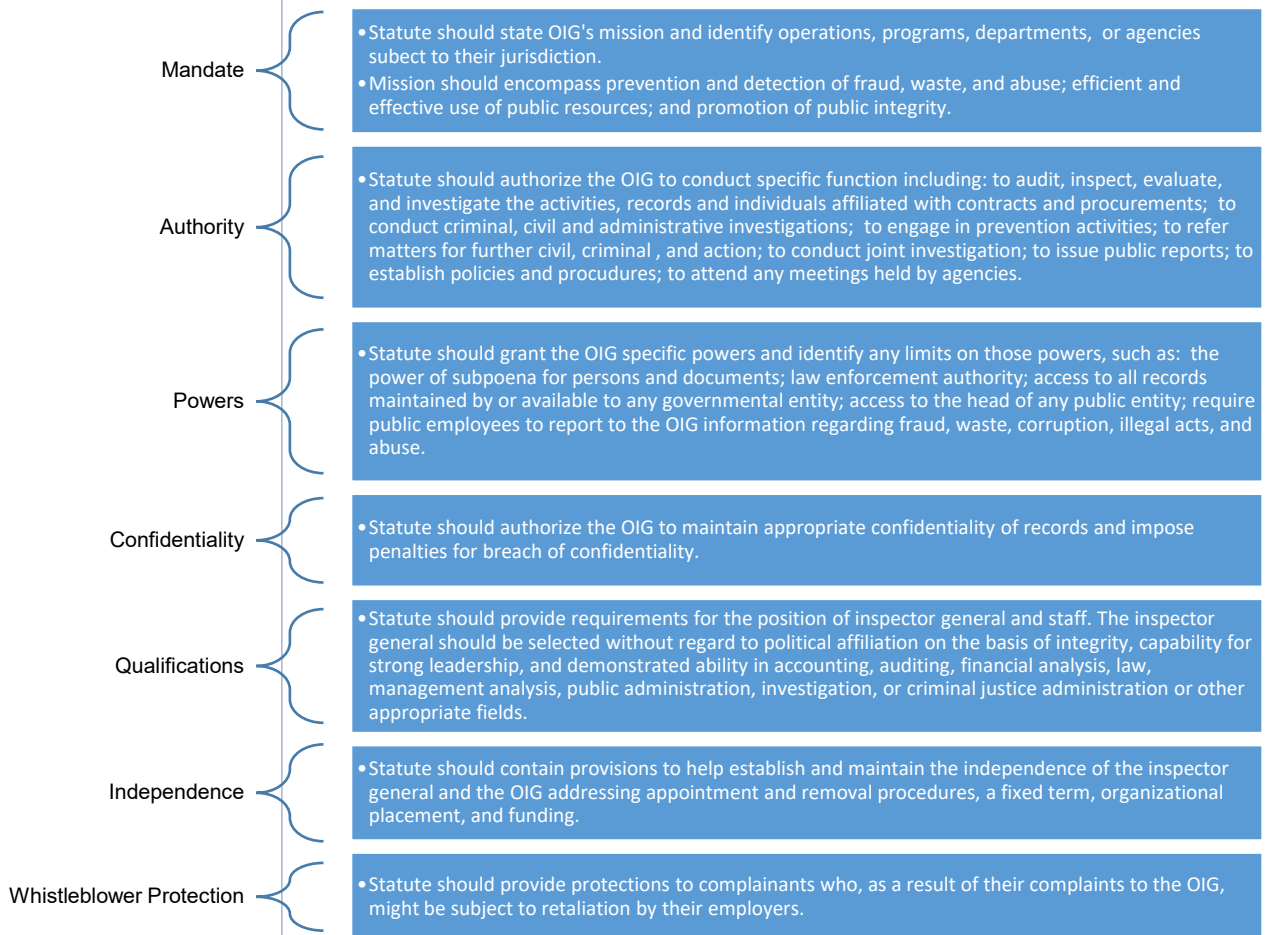 Mandate
•Statute should state OIG's mission and identify operations, programs, departments,  or agencies
subect to their jurisdiction.
•Mission should encompass prevention and detection of fraud, waste, and abuse; efficient and
effective use of public resources; and promotion of public integrity.
Authority
•Statute should authorize the OIG to conduct specific function including: to audit, inspect, evaluate,
and investigate the activities, records and individuals affiliated with contracts and procurements;  to
conduct criminal, civil and administrative investigations;  to engage in prevention activities; to refer
matters for further civil, criminal , and action; to conduct joint investigation; to issue public reports; to
establish policies and procudures; to attend any meetings held by agencies.
Powers
•Statute should grant the OIG specific powers and identify any limits on those powers, such as:  the
power of subpoena for persons and documents; law enforcement authority; access to all records
maintained by or available to any governmental entity; access to the head of any public entity; require
public employees to report to the OIG information regarding fraud, waste, corruption, illegal acts, and
abuse.
Confidentiality
•Statute should authorize the OIG to maintain appropriate confidentiality of records and impose
penalties for breach of confidentiality.
Qualifications
•Statute should provide requirements for the position of inspector general and staff. The inspector
general should be selected without regard to political affiliation on the basis of integrity, capability for
strong leadership, and demonstrated ability in accounting, auditing, financial analysis, law,
management analysis, public administration, investigation, or criminal justice administration or other
appropriate fields.
Independence
•Statute should contain provisions to help establish and maintain the independence of the inspector
general and the OIG addressing appointment and removal procedures, a fixed term, organizational
placement, and funding.
Whistleblower Protection
•Statute should provide protections to complainants who, as a result of their complaints to the OIG,
might be subject to retaliation by their employers.